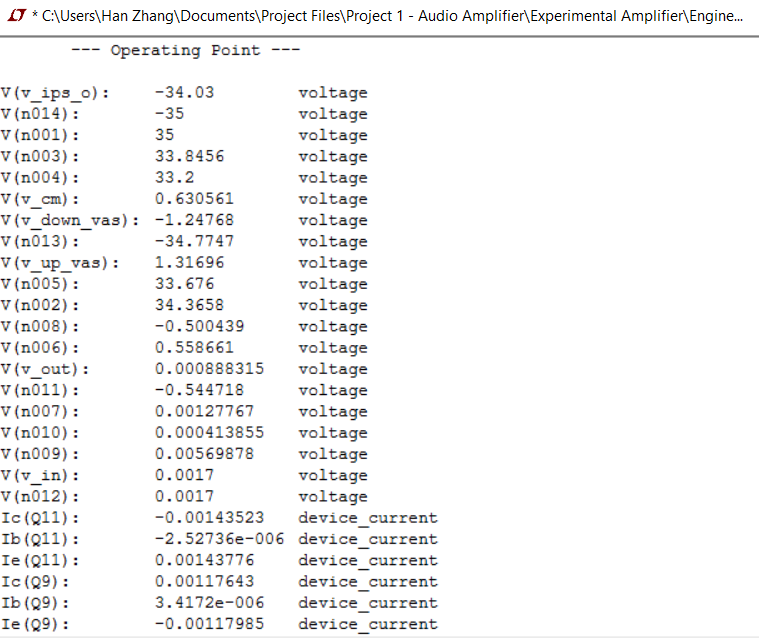 * C:\Users\Han Zhang\Documents\Project Files\Project 1 - Audio Amplifier\Experimental Amplifier\Engine...
--- Operating Point ---
V(v_ips_o): -34.03 voltage
V(n014): -35 voltage
V(n001): 35 voltage
V(n003): 33.8456 voltage
V(n004): 33.2 voltage
V(v_cm): 0.630561 voltage
V(v_down_vas): -1.24768 voltage
V(n013): -34.7747 voltage
V(v_up_vas): 1.31696 voltage
V(n005): 33.676 voltage
V(n002): 34.3658 voltage
V(n008): -0.500439 voltage
V(n006): 0.558661 voltage
V(v_out): 0.000888315 voltage
V(n011): -0.544718 voltage
V(n007): 0.00127767 voltage
V(n010): 0.000413855 voltage
V(n009): 0.00569878 voltage
V(v_in): 0.0017 voltage
V(n012): 0.0017 voltage
Ic(Q11): -0.00143523 device_current
Ib(Q11): -2.52736e-006 device_current
Ie(Q11): 0.00143776 device_current
Ic(Q9): 0.00117643 device_current
Ib(Q9): 3.4172e-006 device_current
Ie(Q9): -0.00117985 device_current